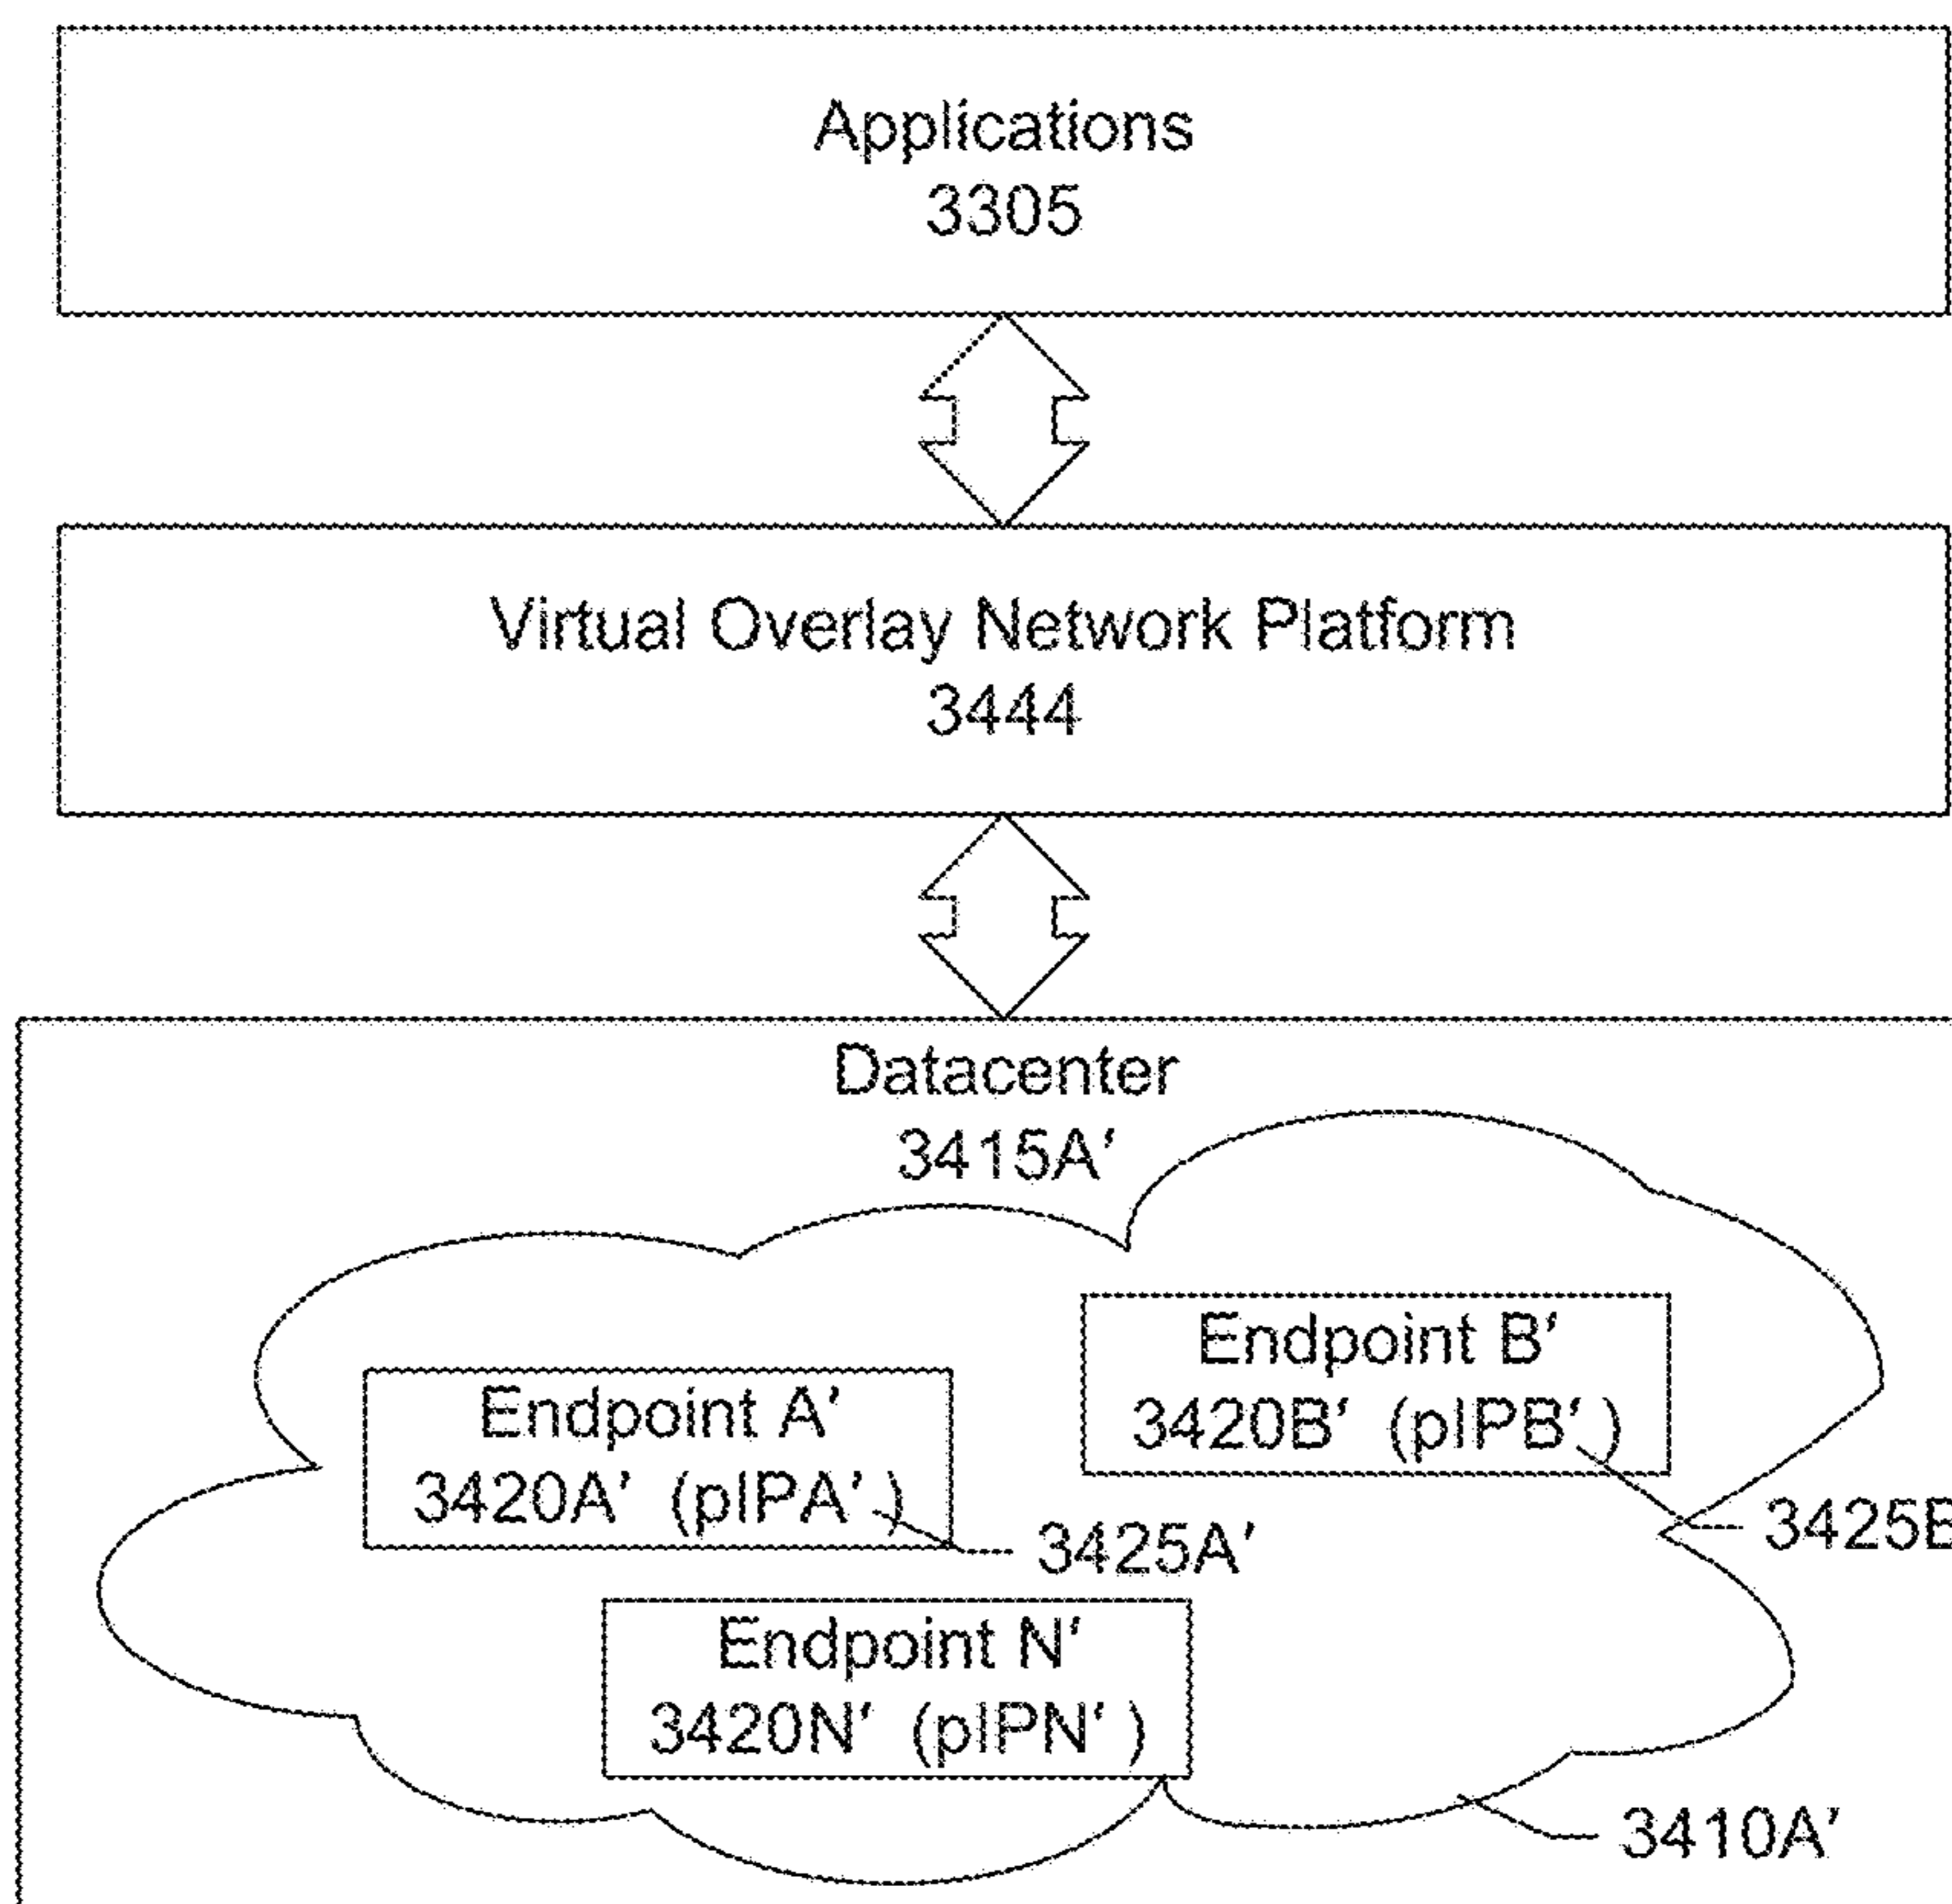 Applications
3305
Virtual Overlay Network Platform
3444
Datacenter
3415A′
Endpoint B′
3420B′ (pIPB′)
Endpoint A′
3420A′ (pIPA′)
3425B
3425A′
Endpoint N′
3420N′ (pIPN′)
3410A′